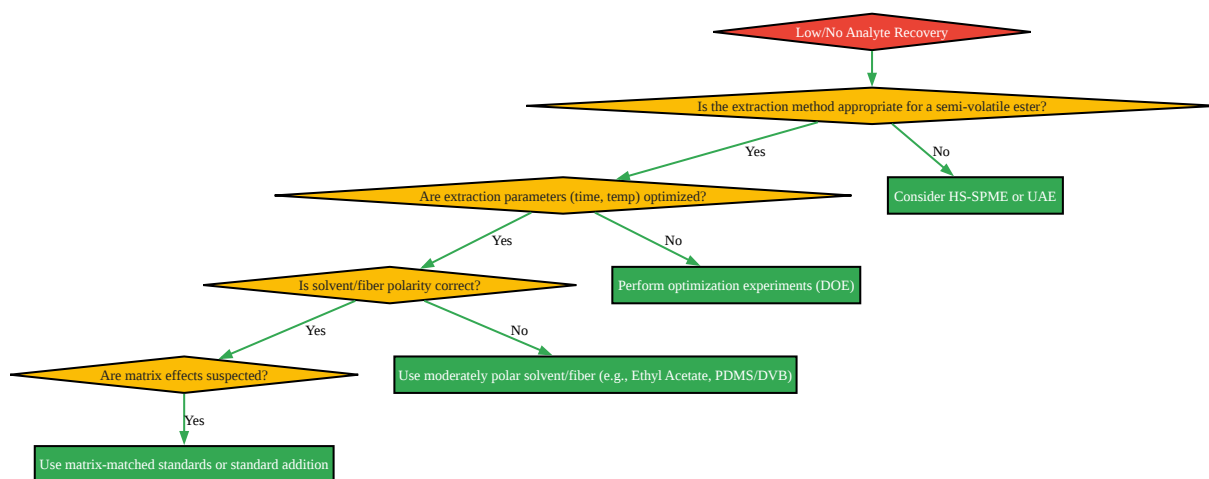 Low/No Analyte Recovery
Is the extraction method appropriate for a semi-volatile ester?
Yes
No
Are extraction parameters (time, temp) optimized?
Consider HS-SPME or UAE
Yes
No
Is solvent/fiber polarity correct?
Perform optimization experiments (DOE)
Yes
No
Are matrix effects suspected?
Use moderately polar solvent/fiber (e.g., Ethyl Acetate, PDMS/DVB)
Yes
Use matrix-matched standards or standard addition